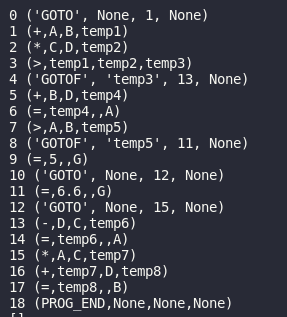 0 ('GOTO', None, 1, None)
1 (+,A,B,temp1)
2 (*,C,D,temp2)
3 (>,temp1,temp2,temp3)
4 ('GOTOF', 'temp3', 13, None)
5 (+,B,D,temp4)
6 (=,temp4,,A)
7 (>,A,B,temp5)
8 ('GOTOF', 'temp5', 11, None)
9 (=,5,,G)
10 ('GOTO', None, 12, None)
11 (=,6.6,,G)
12 ('GOTO', None, 15, None)
13 (-,D,C,temp6)
14 (=,temp6,,A)
15 (*,A,C,temp7)
16 (+,temp7,D,temp8)
17 (=,temp8,,B)
18 (PROG_END,None,None,None)